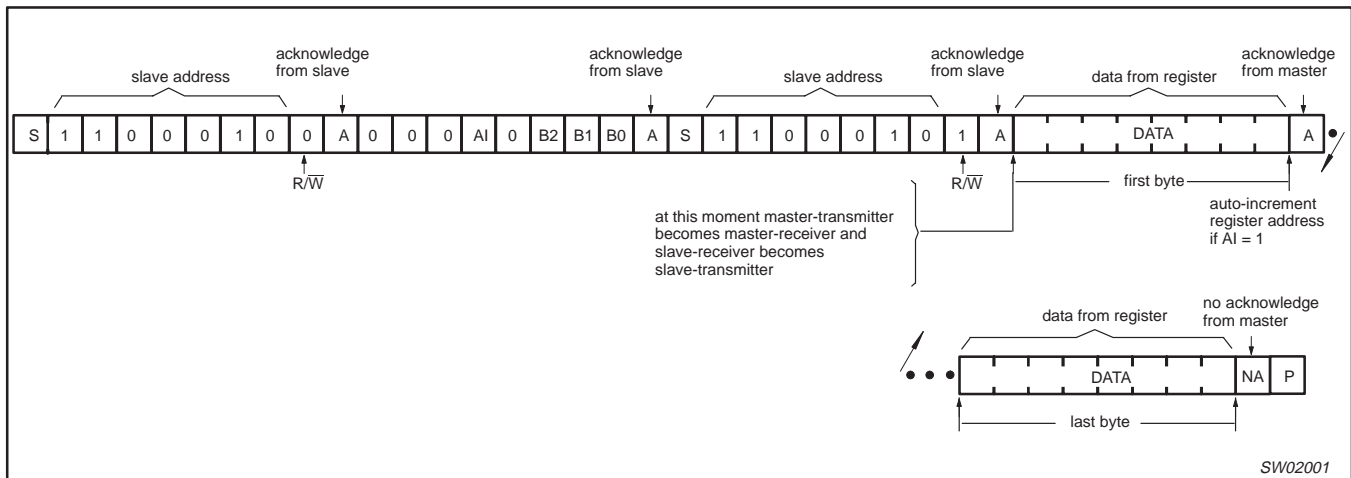 acknowledge
from slave
acknowledge
from slave
acknowledge
from slave
acknowledge
from master
slave address
slave address
data from register
S 1 1 0 0 0 1 0 0 A 0 0 0 AI 0 B2 B1 B0 A S 1 1 0 0 0 1 0 1 A DATA A
R/W̅
R/W̅
first byte
at this moment master-transmitter
becomes master-receiver and
slave-receiver becomes
slave-transmitter
auto-increment
register address
if AI = 1
data from register
no acknowledge
from master
DATA NA P
last byte
SW02001